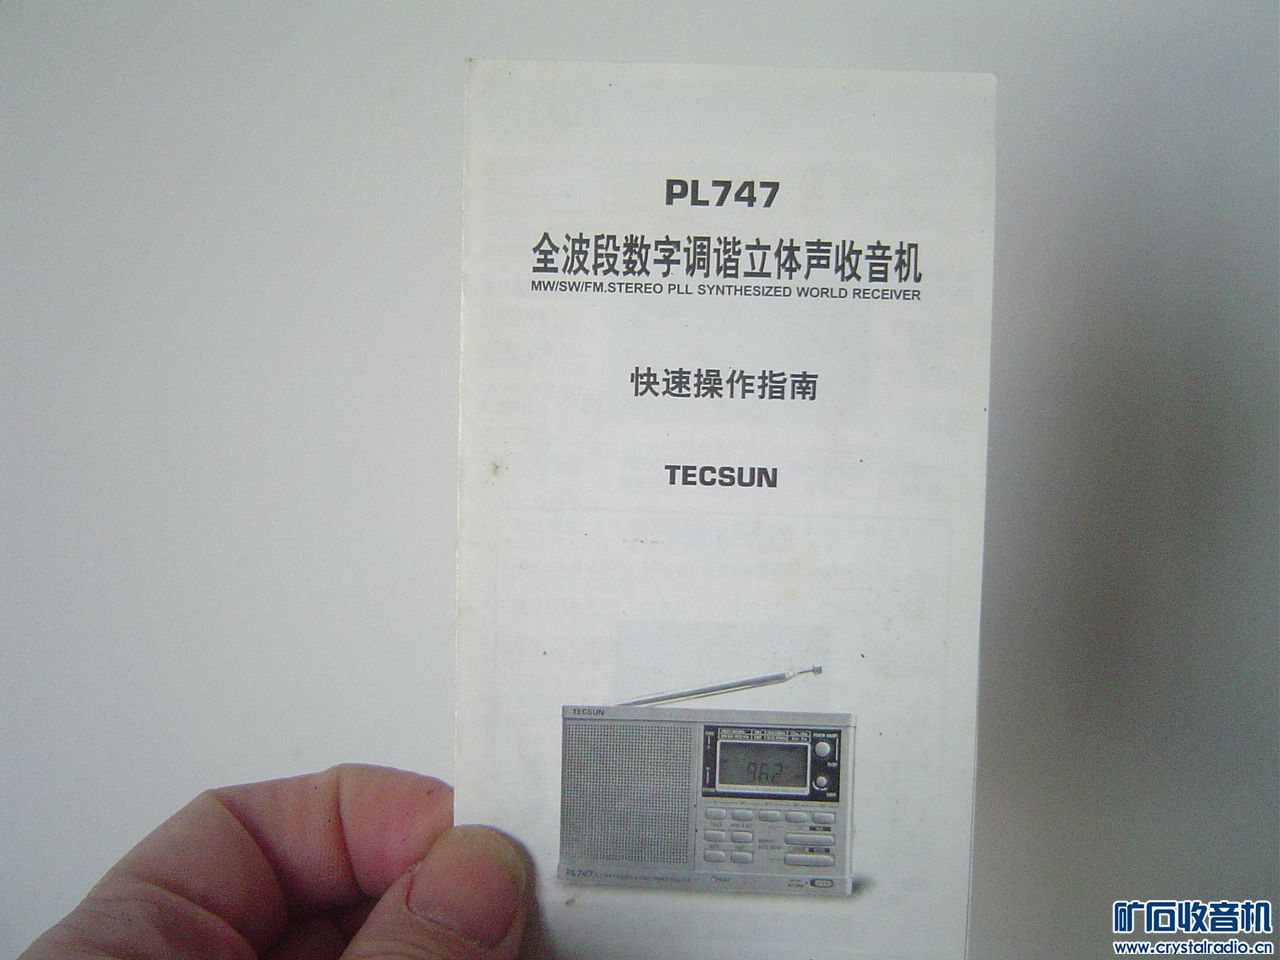 PL747
全波段数字调谐立体声收音机
MW/SW/FM.STEREO PLL SYNTHESIZED WORLD RECEIVER
快速操作指南
TECSUN
TECSUN
96.2
PL747
矿石收音机
www.crystalradio.cn